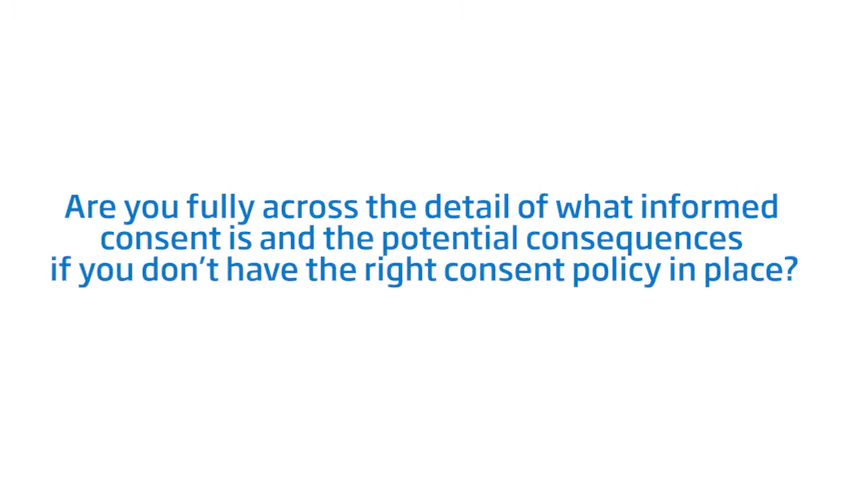 Are you fully across the detail of what informed
consent is and the potential consequences
if you don’t have the right consent policy in place?